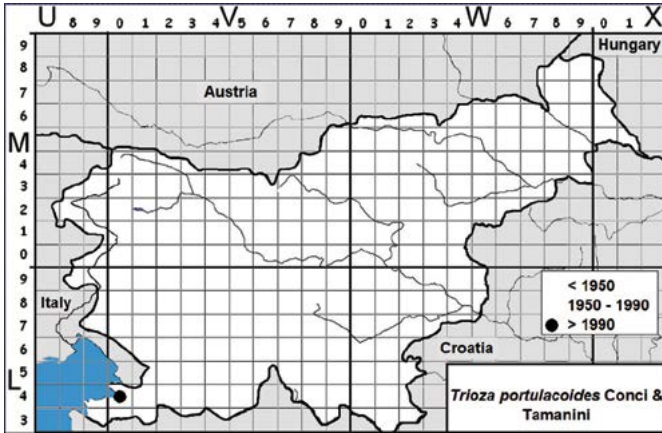 U 8 9 0 1 2 3 V 4 5 6 7 8 9 0 1 2 3 4 W 5 6 7 8 9 0 1 X
9
8
7
6
M
4
3
2
1
0
9
8
7
6
L 5
4
3
Austria
Hungary
Italy
Croatia
< 1950
1950 - 1990
> 1990
Trioza portulacoides Conci &
Tamanini